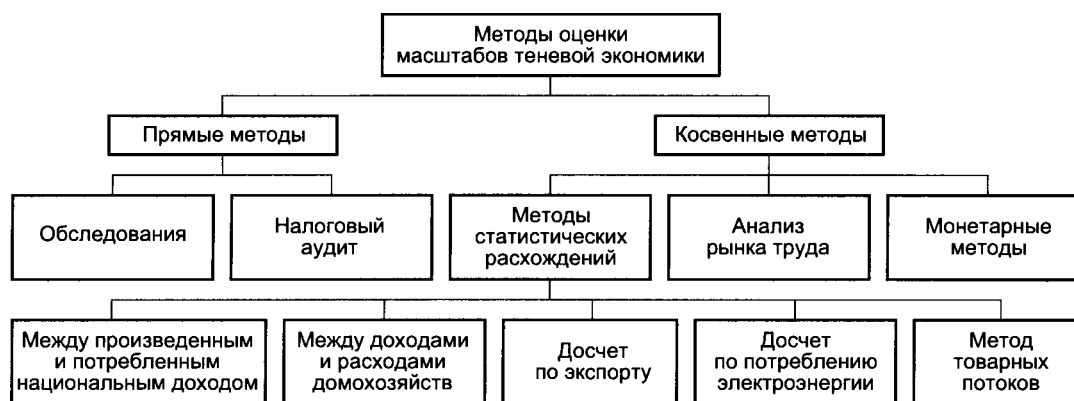 Методы оценки
масштабов теневой экономики
Прямые методы
Косвенные методы
Обследования
Налоговый
аудит
Методы
статистических
расхождений
Анализ
рынка труда
Монетарные
методы
Между произведенным
и потребленным
национальным доходом
Между доходами
и расходами
домохозяйств
Досчет
по экспорту
Досчет
по потреблению
электроэнергии
Метод
товарных
потоков